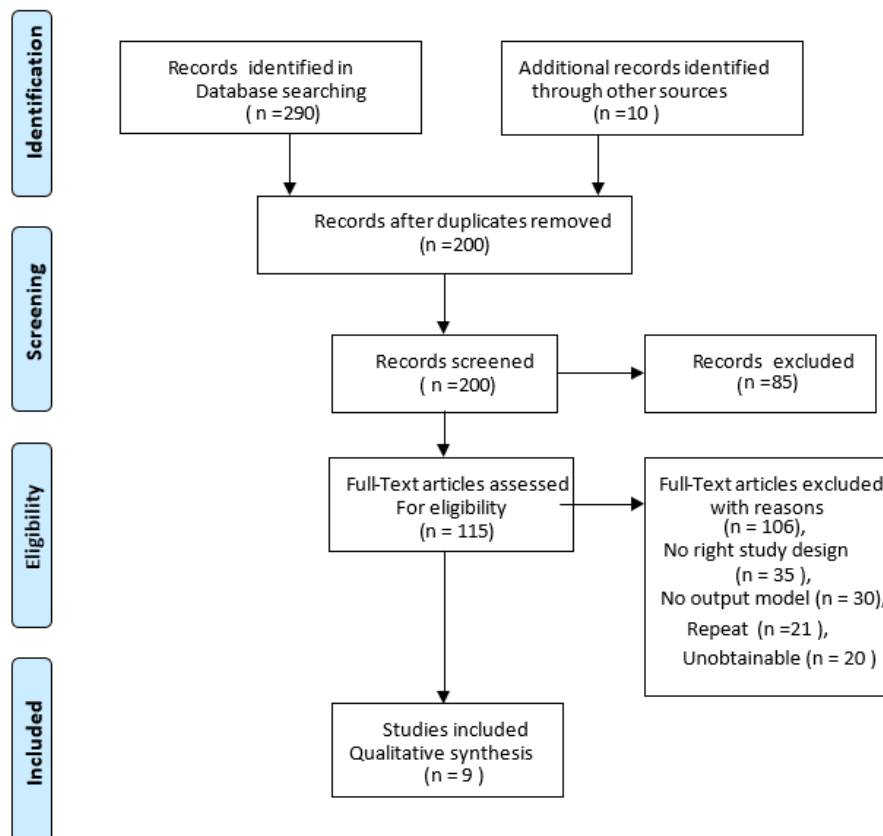 Identification
Records identified in
Database searching
( n =290)
Additional records identified
through other sources
(n =10 )
Records after duplicates removed
(n =200)
Screening
Records screened
( n =200)
Records excluded
(n =85)
Eligibility
Full-Text articles assessed
For eligibility
(n = 115)
Full-Text articles excluded
with reasons
(n = 106),
No right study design
(n = 35 ),
No output model (n = 30),
Repeat (n =21 ),
Unobtainable (n = 20 )
Included
Studies included
Qualitative synthesis
(n = 9 )